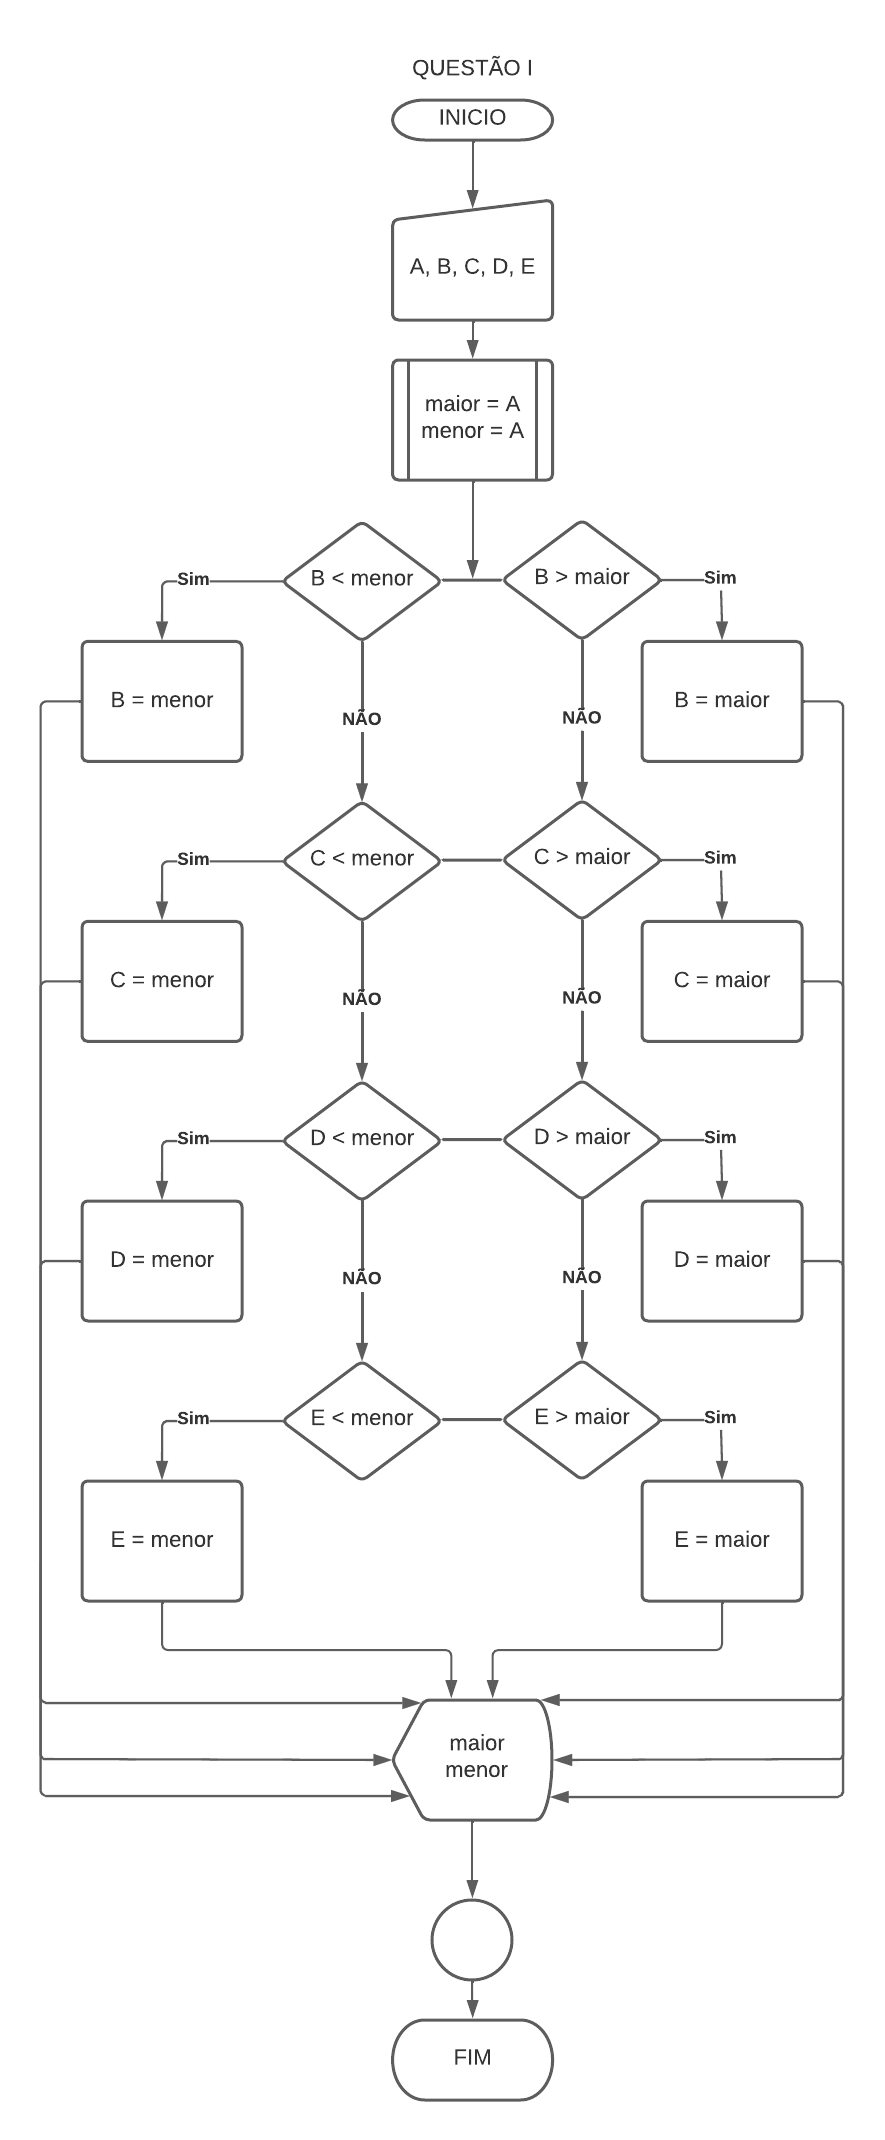 QUESTÃO I
INICIO
A, B, C, D, E
maior = A
menor = A
B < menor
B > maior
Sim
Sim
B = menor
B = maior
NÃO
NÃO
C < menor
C > maior
Sim
Sim
C = menor
C = maior
NÃO
NÃO
D < menor
D > maior
Sim
Sim
D = menor
D = maior
NÃO
NÃO
E < menor
E > maior
Sim
Sim
E = menor
E = maior
maior
menor
FIM